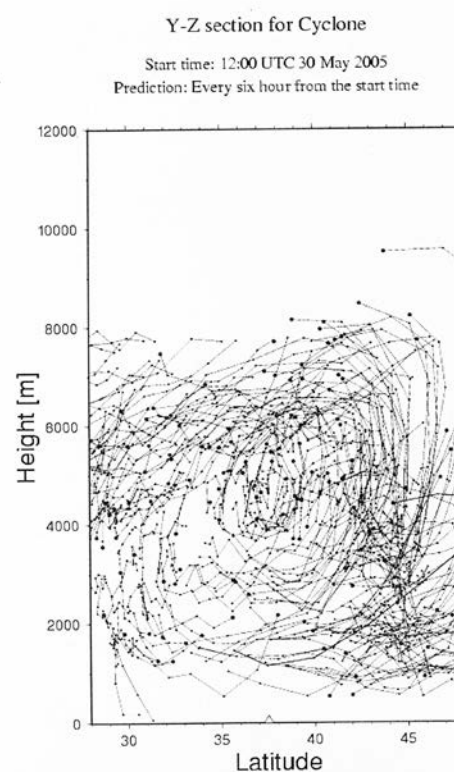 Y-Z section for Cyclone
Start time: 12:00 UTC 30 May 2005
Prediction: Every six hour from the start time
12000
10000
8000
6000
4000
2000
0
Height [m]
30
35
40
45
Latitude